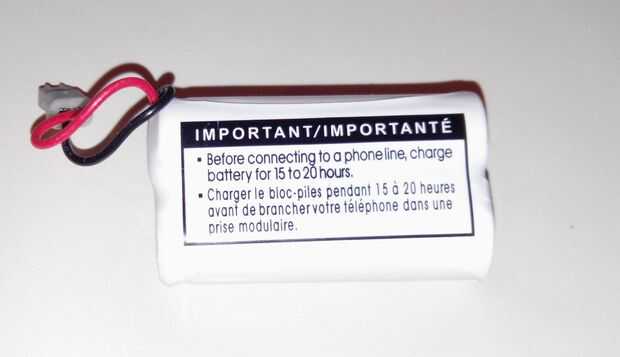 IMPORTANT/IMPORTANTÉ
▪ Before connecting to a phone line, charge
battery for 15 to 20 hours.
▪ Charger le bloc-piles pendant 15 à 20 heures
avant de brancher votre téléphone dans une
prise modulaire.